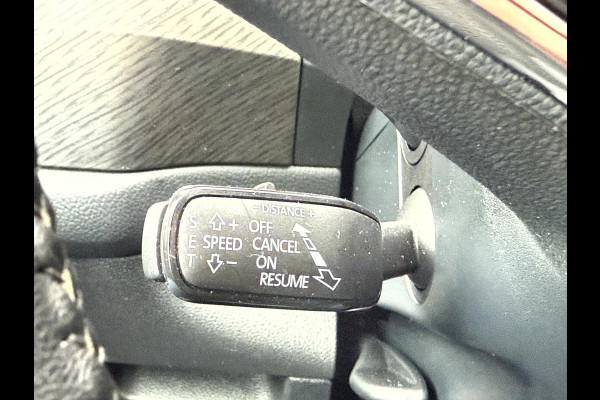 - DISTANCE +
S + OFF
E SPEED CANCEL
T - ON
RESUME